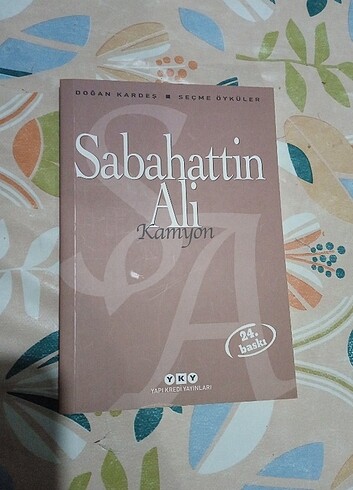 DOĞAN KARDEŞ ■ SEÇME ÖYKÜLER
Sabahattin
Ali
Kamyon
24.
baskı
YKY
YAPI KREDİ YAYINLARI